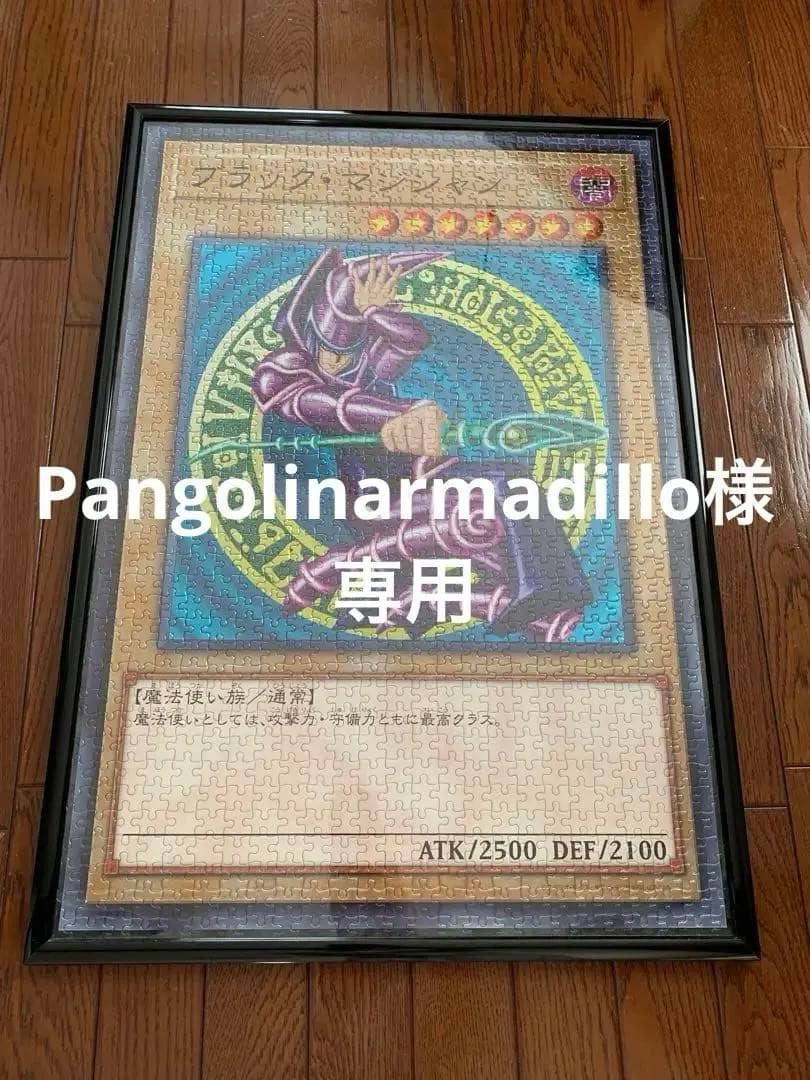 ブラック・マジシャン
闇
Pangolinarmadillo様
専用
【魔法使い族／通常】
魔法使いとしては、攻撃力・守備力ともに最高クラス。
ATK/2500 DEF/2100